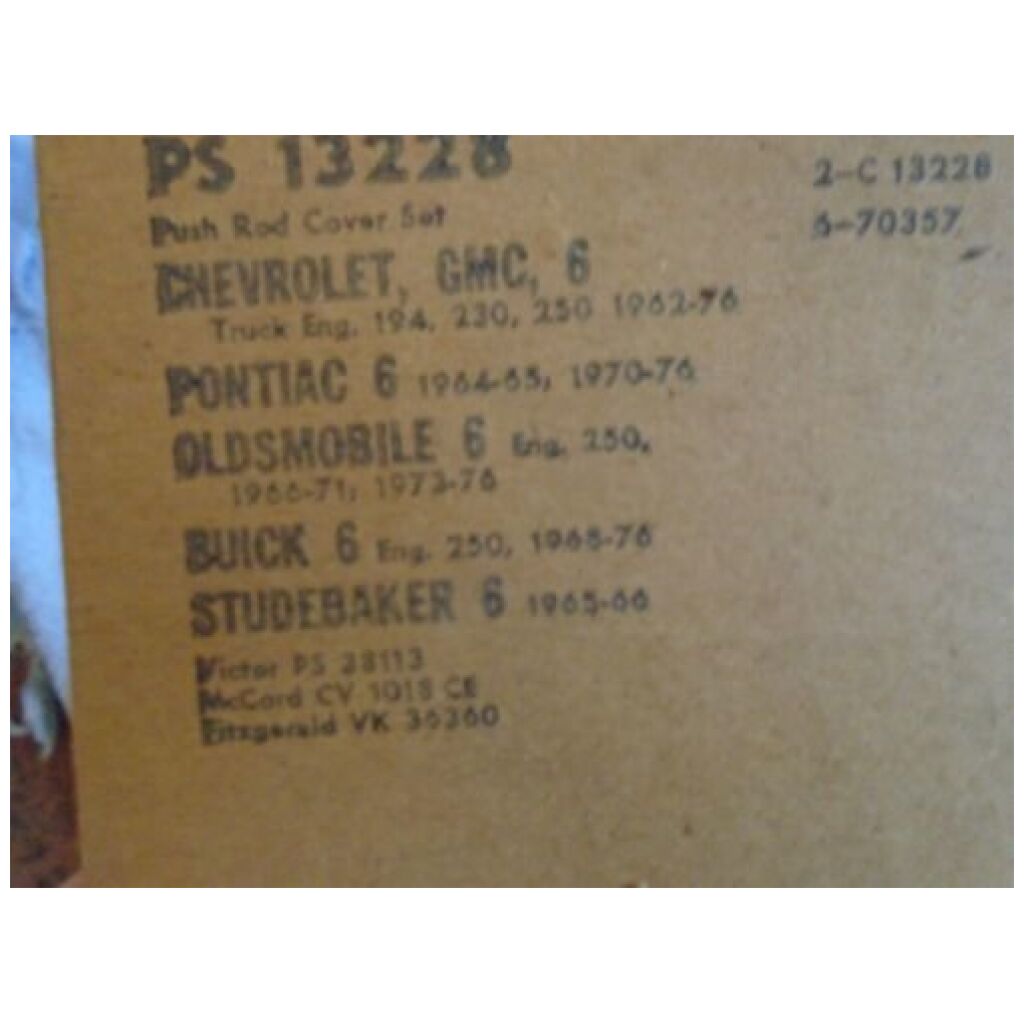 PS 13228
2-C 13228
Push Rod Cover Set
6-70357
CHEVROLET, GMC, 6
Truck Eng. 194, 230, 250 1962-76
PONTIAC 6 1964-65, 1970-76
OLDSMOBILE 6 Eng. 250,
1966-71, 1973-76
BUICK 6 Eng. 250, 1968-76
STUDEBAKER 6 1965-66
Victor PS 38113
McCord CV 1018 CE
Fitzgerald VK 36360